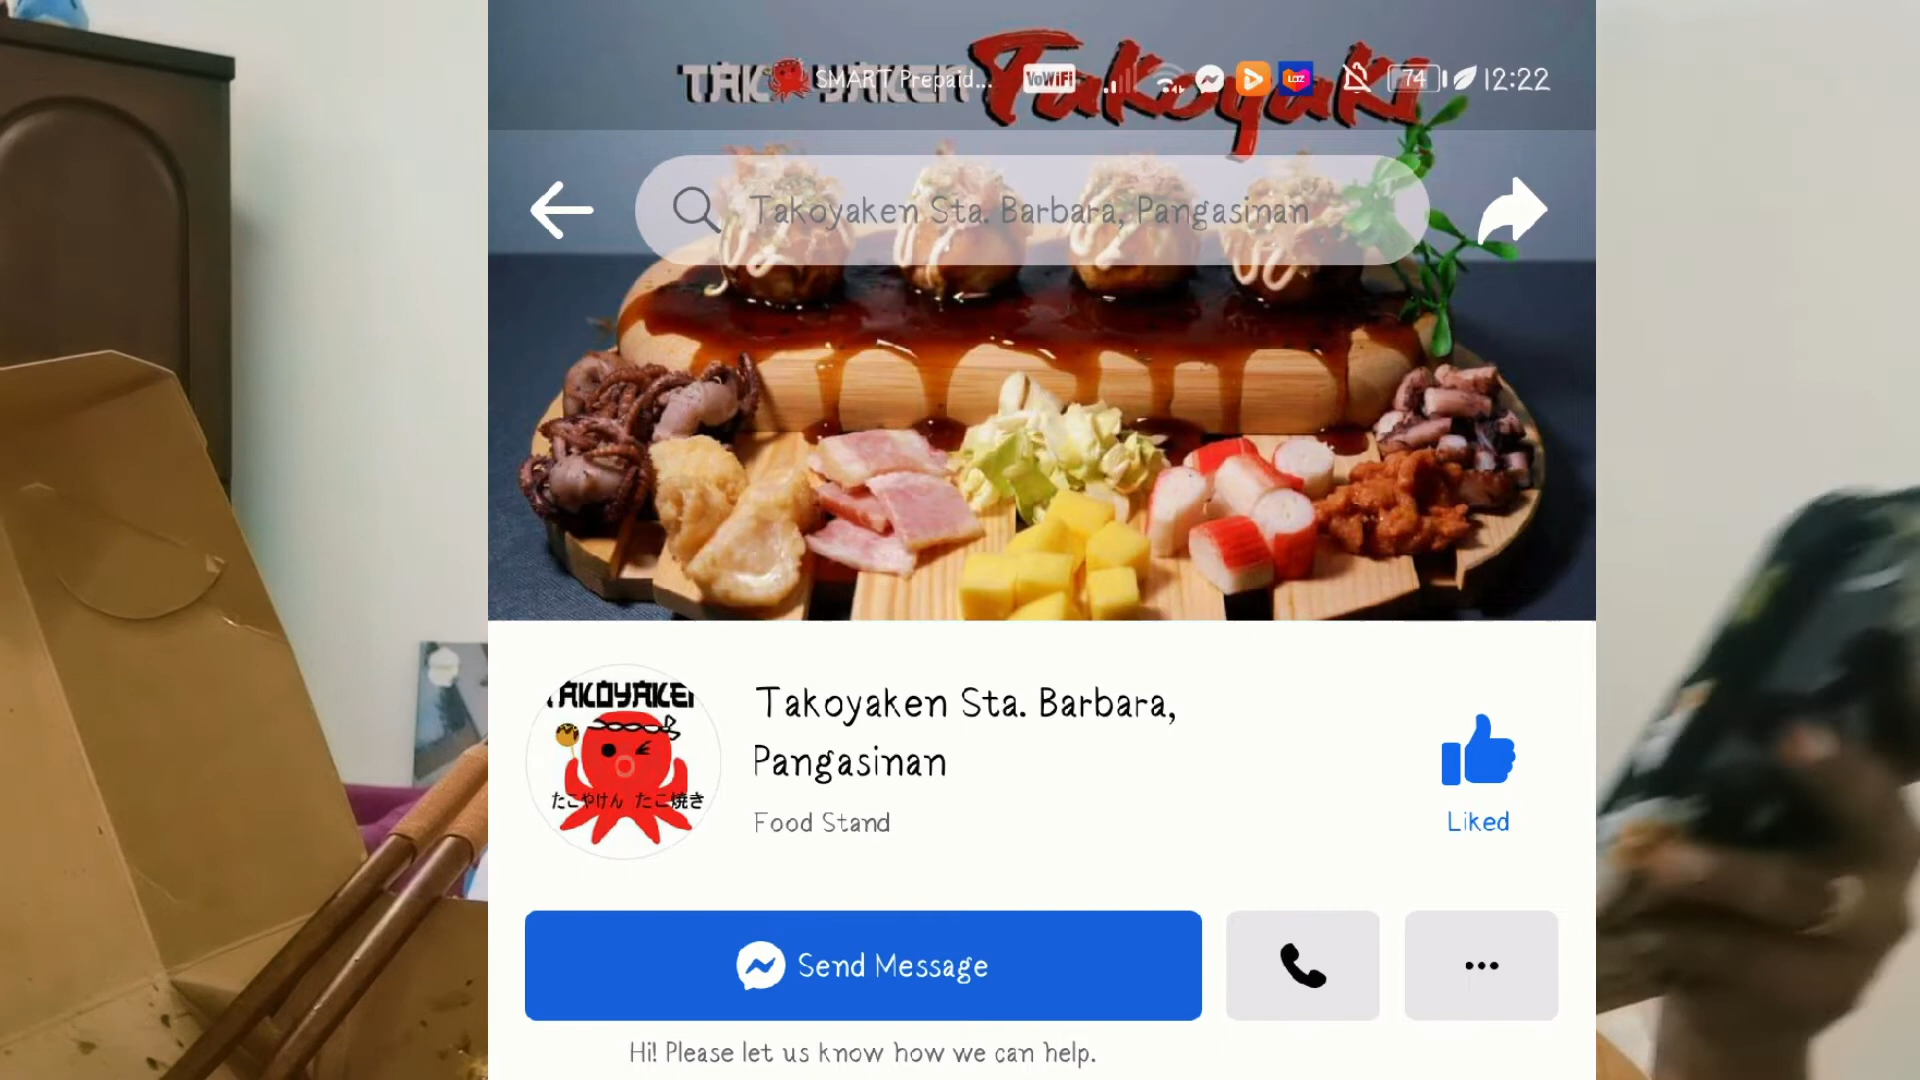 TAKOYAKEN Takoyaki
SMART Prepaid... VoWiFi LAZ 74 12:22
Takoyaken Sta. Barbara, Pangasinan
TAKOYAKEN
たこやけん たこ焼き
Takoyaken Sta. Barbara,
Pangasinan
Food Stand
Liked
Send Message
Hi! Please let us know how we can help.